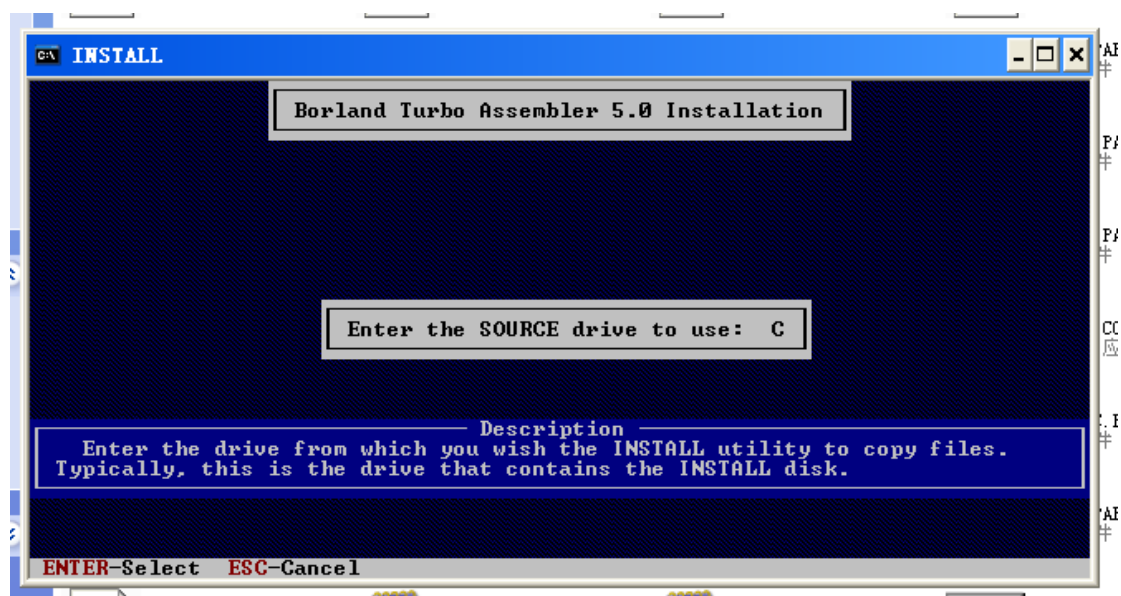 INSTALL
Borland Turbo Assembler 5.0 Installation
Enter the SOURCE drive to use: C
Description
Enter the drive from which you wish the INSTALL utility to copy files.
Typically, this is the drive that contains the INSTALL disk.
ENTER-Select ESC-Cancel